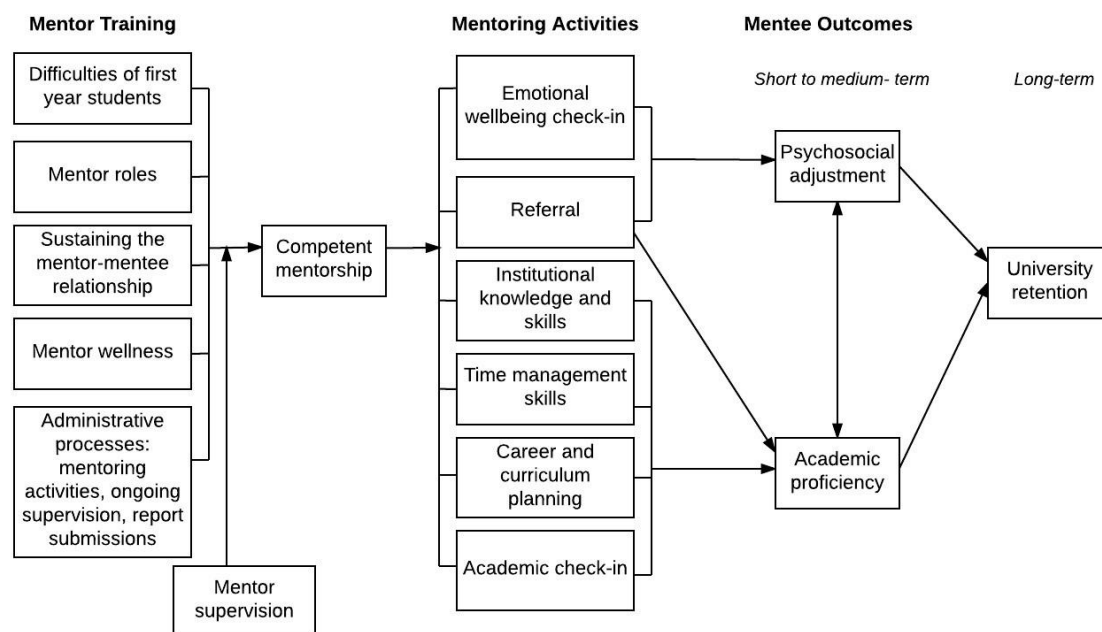 Mentor Training
Difficulties of first
year students
Mentor roles
Sustaining the
mentor-mentee
relationship
Mentor wellness
Administrative
processes:
mentoring
activities, ongoing
supervision, report
submissions
Mentor
supervision
Competent
mentorship
Mentoring Activities
Emotional
wellbeing check-in
Referral
Institutional
knowledge and
skills
Time management
skills
Career and
curriculum
planning
Academic check-in
Mentee Outcomes
Short to medium- term
Long-term
Psychosocial
adjustment
Academic
proficiency
University
retention